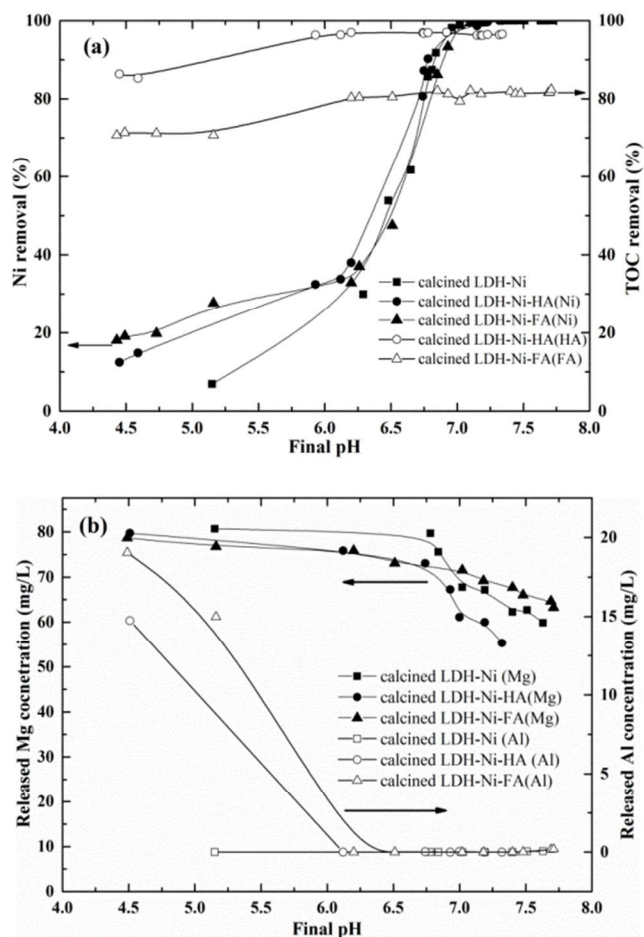 (a)
Ni removal (%)
TOC removal (%)
100
80
60
40
20
0
100
80
60
40
20
0
calcined LDH-Ni
calcined LDH-Ni-HA(Ni)
calcined LDH-Ni-FA(Ni)
calcined LDH-Ni-HA(HA)
calcined LDH-Ni-FA(FA)
4.0 4.5 5.0 5.5 6.0 6.5 7.0 7.5 8.0
Final pH
(b)
Released Mg cocnetration (mg/L)
Released Al concentration (mg/L)
80
70
60
50
40
30
20
10
0
20
15
10
5
0
calcined LDH-Ni (Mg)
calcined LDH-Ni-HA(Mg)
calcined LDH-Ni-FA(Mg)
calcined LDH-Ni (Al)
calcined LDH-Ni-HA (Al)
calcined LDH-Ni-FA(Al)
4.0 4.5 5.0 5.5 6.0 6.5 7.0 7.5 8.0
Final pH